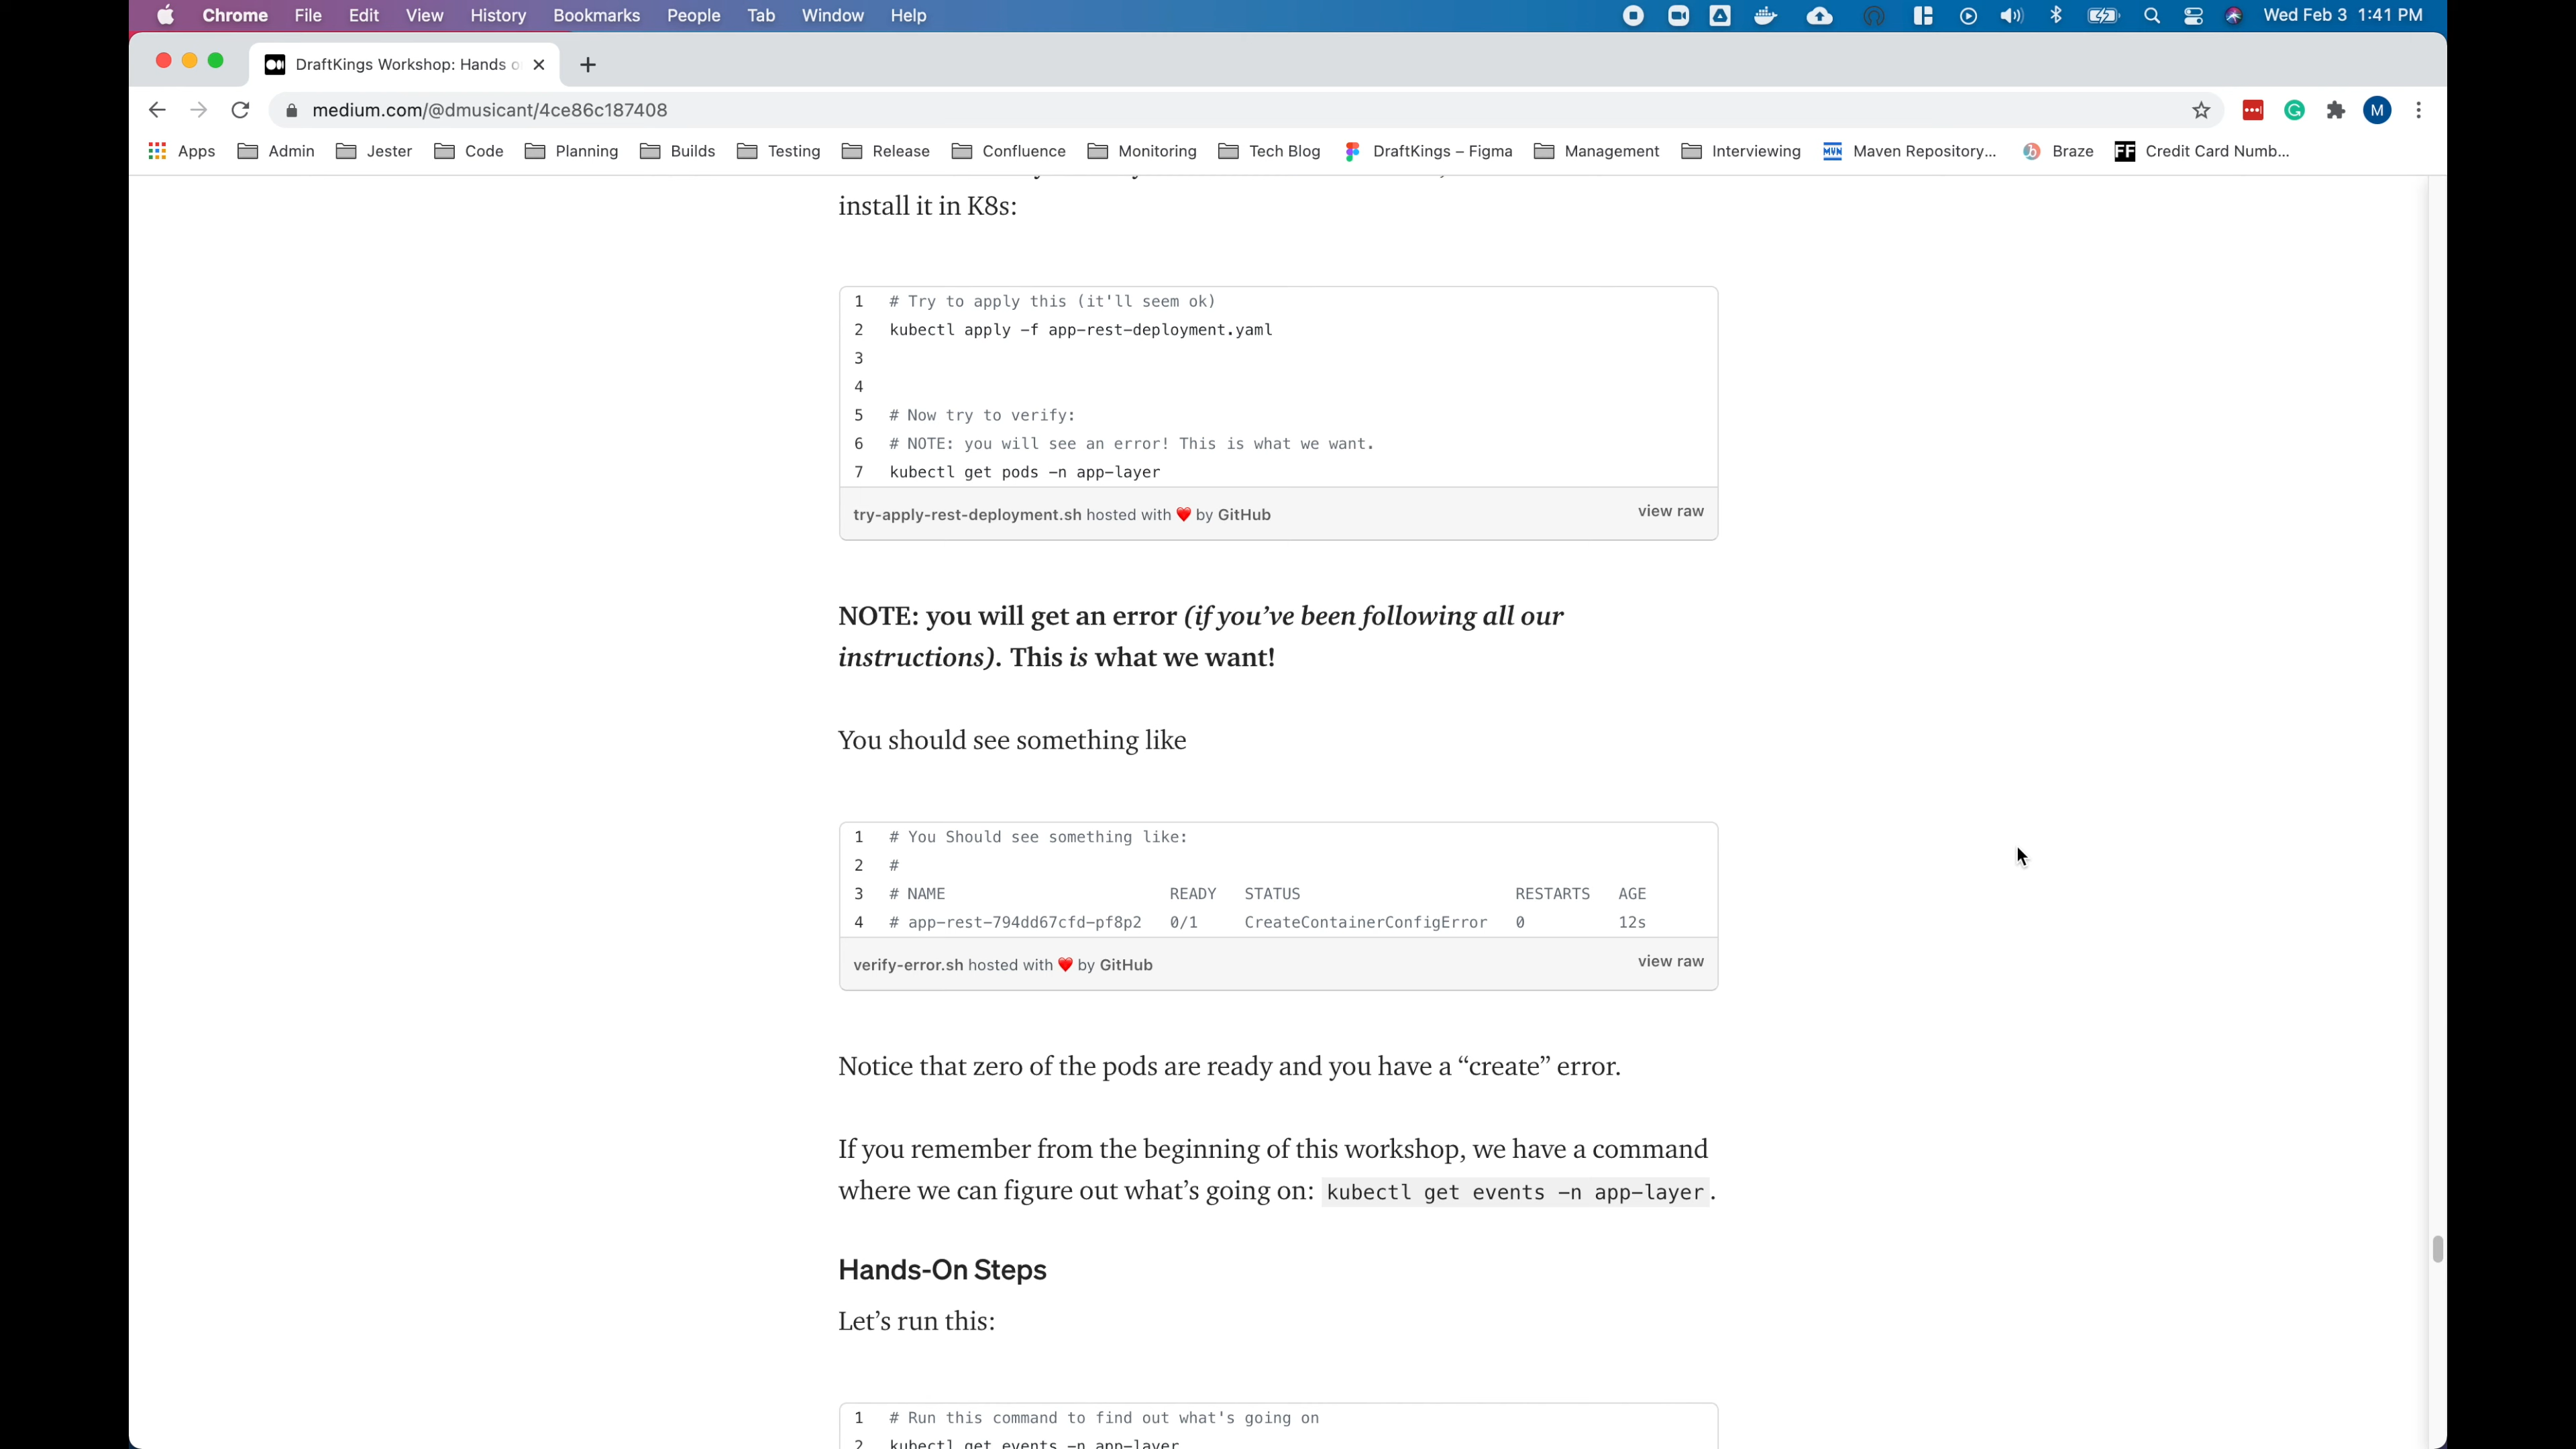 Chrome File Edit View History Bookmarks People Tab Window Help Wed Feb 3 1:41 PM
DraftKings Workshop: Hands o
medium.com/@dmusicant/4ce86c187408 M
Apps Admin Jester Code Planning Builds Testing Release Confluence Monitoring Tech Blog DraftKings – Figma Management Interviewing MVN Maven Repository... b Braze FF Credit Card Numb...
install it in K8s:
1 # Try to apply this (it'll seem ok)
2 kubectl apply -f app-rest-deployment.yaml
3
4
5 # Now try to verify:
6 # NOTE: you will see an error! This is what we want.
7 kubectl get pods -n app-layer
try-apply-rest-deployment.sh hosted with ❤ by GitHub view raw
NOTE: you will get an error (if you’ve been following all our
instructions). This is what we want!
You should see something like
1 # You Should see something like:
2 #
3 # NAME READY STATUS RESTARTS AGE
4 # app-rest-794dd67cfd-pf8p2 0/1 CreateContainerConfigError 0 12s
verify-error.sh hosted with ❤ by GitHub view raw
Notice that zero of the pods are ready and you have a “create” error.
If you remember from the beginning of this workshop, we have a command
where we can figure out what’s going on: kubectl get events -n app-layer .
Hands-On Steps
Let’s run this:
1 # Run this command to find out what's going on
2 kubectl get events -n app-layer